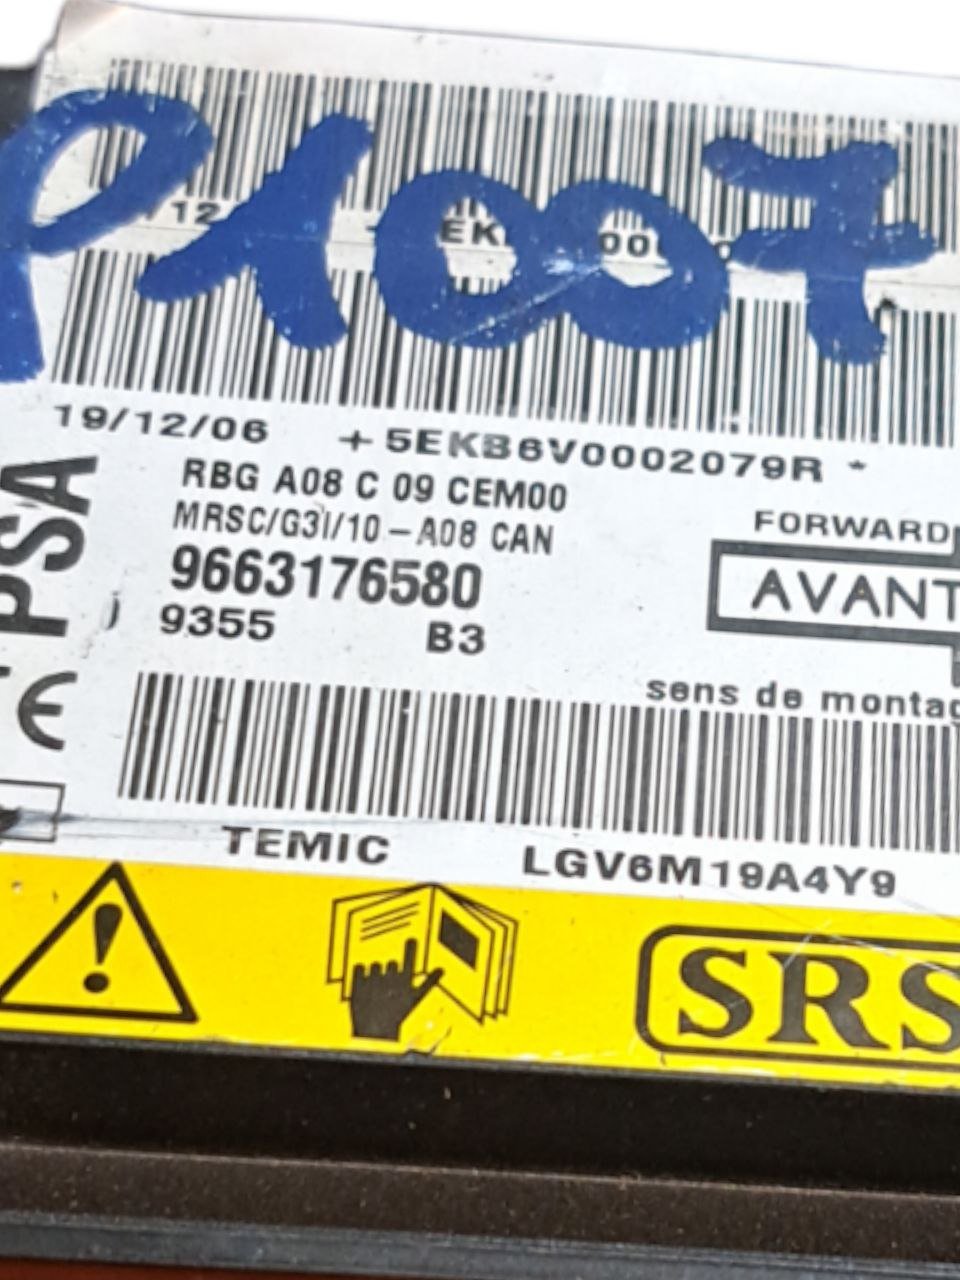 P1007
19/12/06 +5EKB6V0002079R *
RBG A08 C 09 CEM00
MRSC/G3I/10-A08 CAN
9663176580
9355 B3
PSA
FORWARD
AVANT
sens de montag
TEMIC LGV6M19A4Y9
SRS